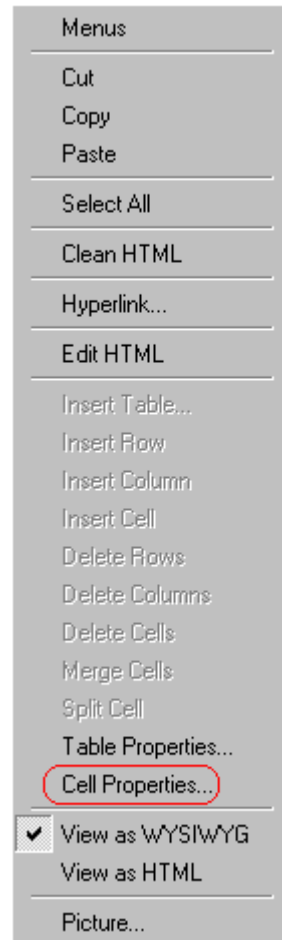 Menus
Cut
Copy
Paste
Select All
Clean HTML
Hyperlink...
Edit HTML
Insert Table...
Insert Row
Insert Column
Insert Cell
Delete Rows
Delete Columns
Delete Cells
Merge Cells
Split Cell
Table Properties...
Cell Properties...
View as WYSIWYG
View as HTML
Picture...